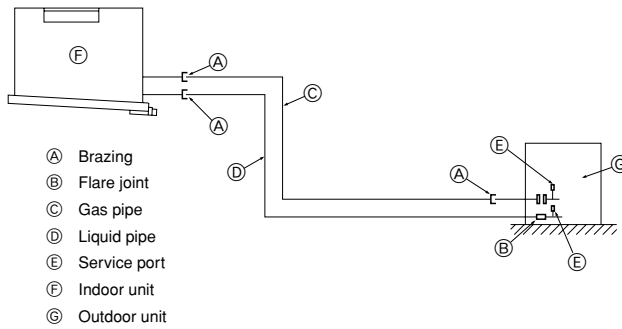 Ⓕ
Ⓐ
Ⓒ
Ⓐ
Ⓔ
Ⓖ
Ⓓ
Ⓐ
Ⓑ
Ⓔ
Ⓐ Brazing
Ⓑ Flare joint
Ⓒ Gas pipe
Ⓓ Liquid pipe
Ⓔ Service port
Ⓕ Indoor unit
Ⓖ Outdoor unit